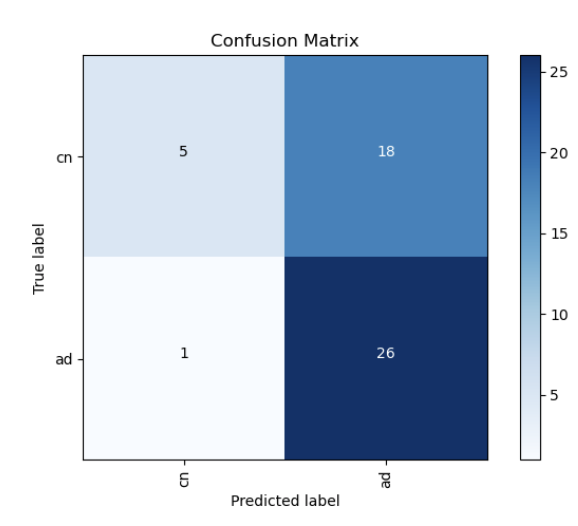 Confusion Matrix
cn
5
18
ad
1
26
True label
cn
ad
Predicted label
25
20
15
10
5